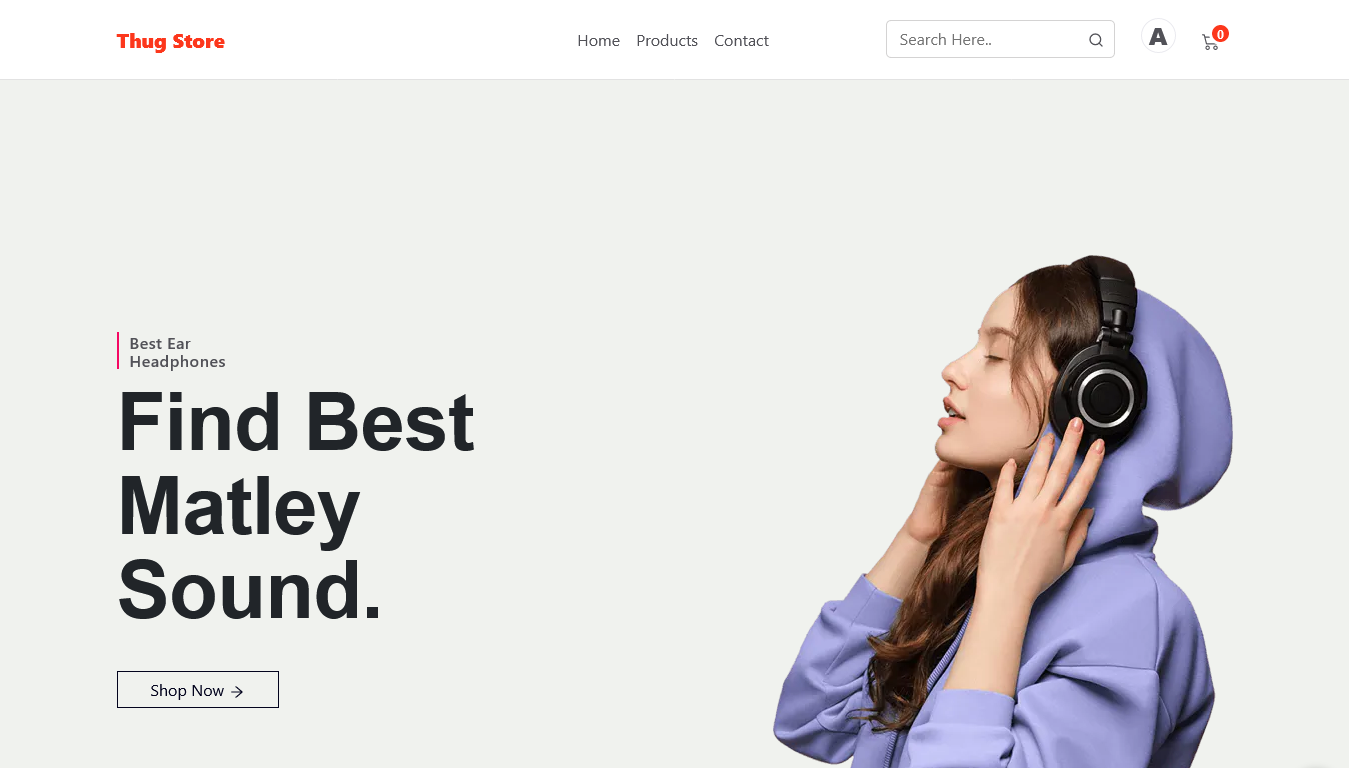 Thug Store
Home Products Contact
Search Here..
A
0
Best Ear
Headphones
Find Best
Matley
Sound.
Shop Now →